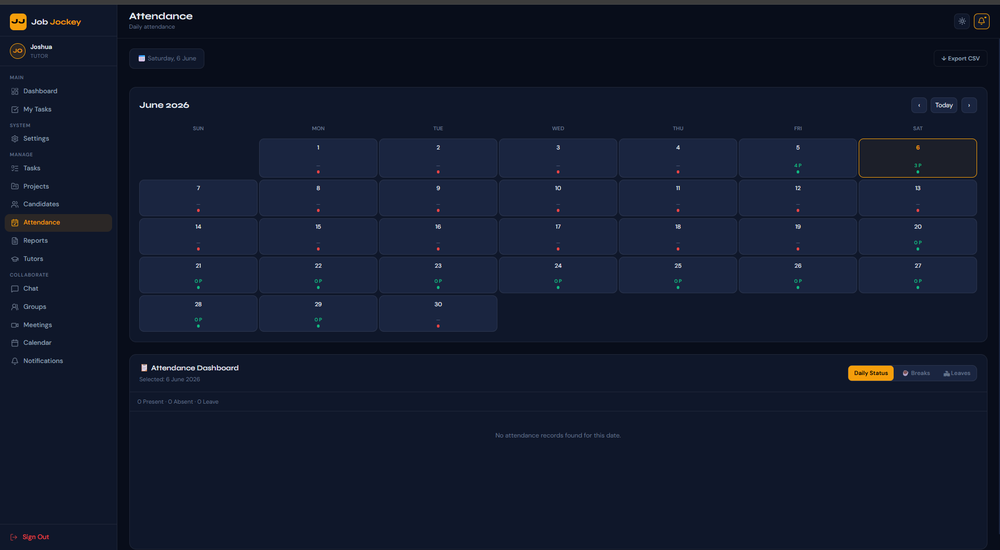 JJ Job Jockey
JO
Joshua
TUTOR
MAIN
Dashboard
My Tasks
SYSTEM
Settings
MANAGE
Tasks
Projects
Candidates
Attendance
Reports
Tutors
COLLABORATE
Chat
Groups
Meetings
Calendar
Notifications
Sign Out
Attendance
Daily attendance
Saturday, 6 June
↓ Export CSV
June 2026
‹ Today ›
SUN MON TUE WED THU FRI SAT
1 2 3 4 5 6
— — — — 4 P 3 P
7 8 9 10 11 12 13
— — — — — — —
14 15 16 17 18 19 20
— — — — — — 0 P
21 22 23 24 25 26 27
0 P 0 P 0 P 0 P 0 P 0 P 0 P
28 29 30
0 P 0 P —
Attendance Dashboard
Selected: 6 June 2026
Daily Status Breaks Leaves
0 Present · 0 Absent · 0 Leave
No attendance records found for this date.